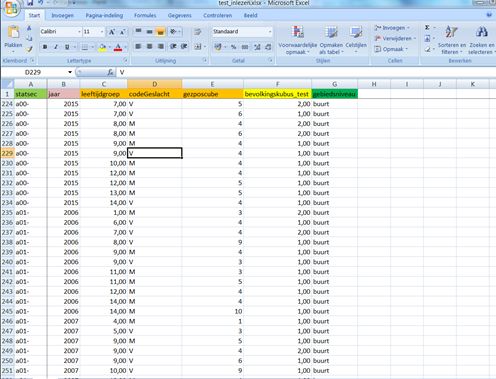 test_inlezen.xlsx - Microsoft Excel
Start Invoegen Pagina-indeling Formules Gegevens Controleren Beeld
Calibri 11 Standaard
Plakken Voorwaardelijke opmaak Opmaken als tabel Celstijlen
Invoegen
Verwijderen
Opmaak
Sorteren en filteren Zoeken en selecteren
Klembord Lettertype Uitlijning Getal Stijlen Cellen Bewerken
D229 V
A B C D E F G H I J K
1 statsec jaar leeftijdgroep codeGeslacht gezposcube bevolkingskubus_test gebiedsniveau
224 a00- 2015 7,00 V 5 2,00 buurt
225 a00- 2015 7,00 V 6 1,00 buurt
226 a00- 2015 8,00 M 4 2,00 buurt
227 a00- 2015 8,00 M 6 2,00 buurt
228 a00- 2015 9,00 M 4 1,00 buurt
229 a00- 2015 9,00 V 4 1,00 buurt
230 a00- 2015 10,00 M 4 1,00 buurt
231 a00- 2015 12,00 M 4 1,00 buurt
232 a00- 2015 12,00 M 5 1,00 buurt
233 a00- 2015 13,00 M 5 1,00 buurt
234 a00- 2015 14,00 V 4 1,00 buurt
235 a01- 2006 1,00 M 3 2,00 buurt
236 a01- 2006 6,00 V 4 2,00 buurt
237 a01- 2006 7,00 V 4 2,00 buurt
238 a01- 2006 8,00 V 9 1,00 buurt
239 a01- 2006 9,00 M 4 1,00 buurt
240 a01- 2006 9,00 V 3 1,00 buurt
241 a01- 2006 11,00 M 3 1,00 buurt
242 a01- 2006 11,00 M 5 1,00 buurt
243 a01- 2006 12,00 M 4 1,00 buurt
244 a01- 2006 14,00 M 4 1,00 buurt
245 a01- 2006 14,00 M 10 1,00 buurt
246 a01- 2007 4,00 M 1 1,00 buurt
247 a01- 2007 5,00 V 3 1,00 buurt
248 a01- 2007 9,00 M 5 1,00 buurt
249 a01- 2007 9,00 V 4 2,00 buurt
250 a01- 2007 9,00 V 6 1,00 buurt
251 a01- 2007 10,00 V 9 1,00 buurt